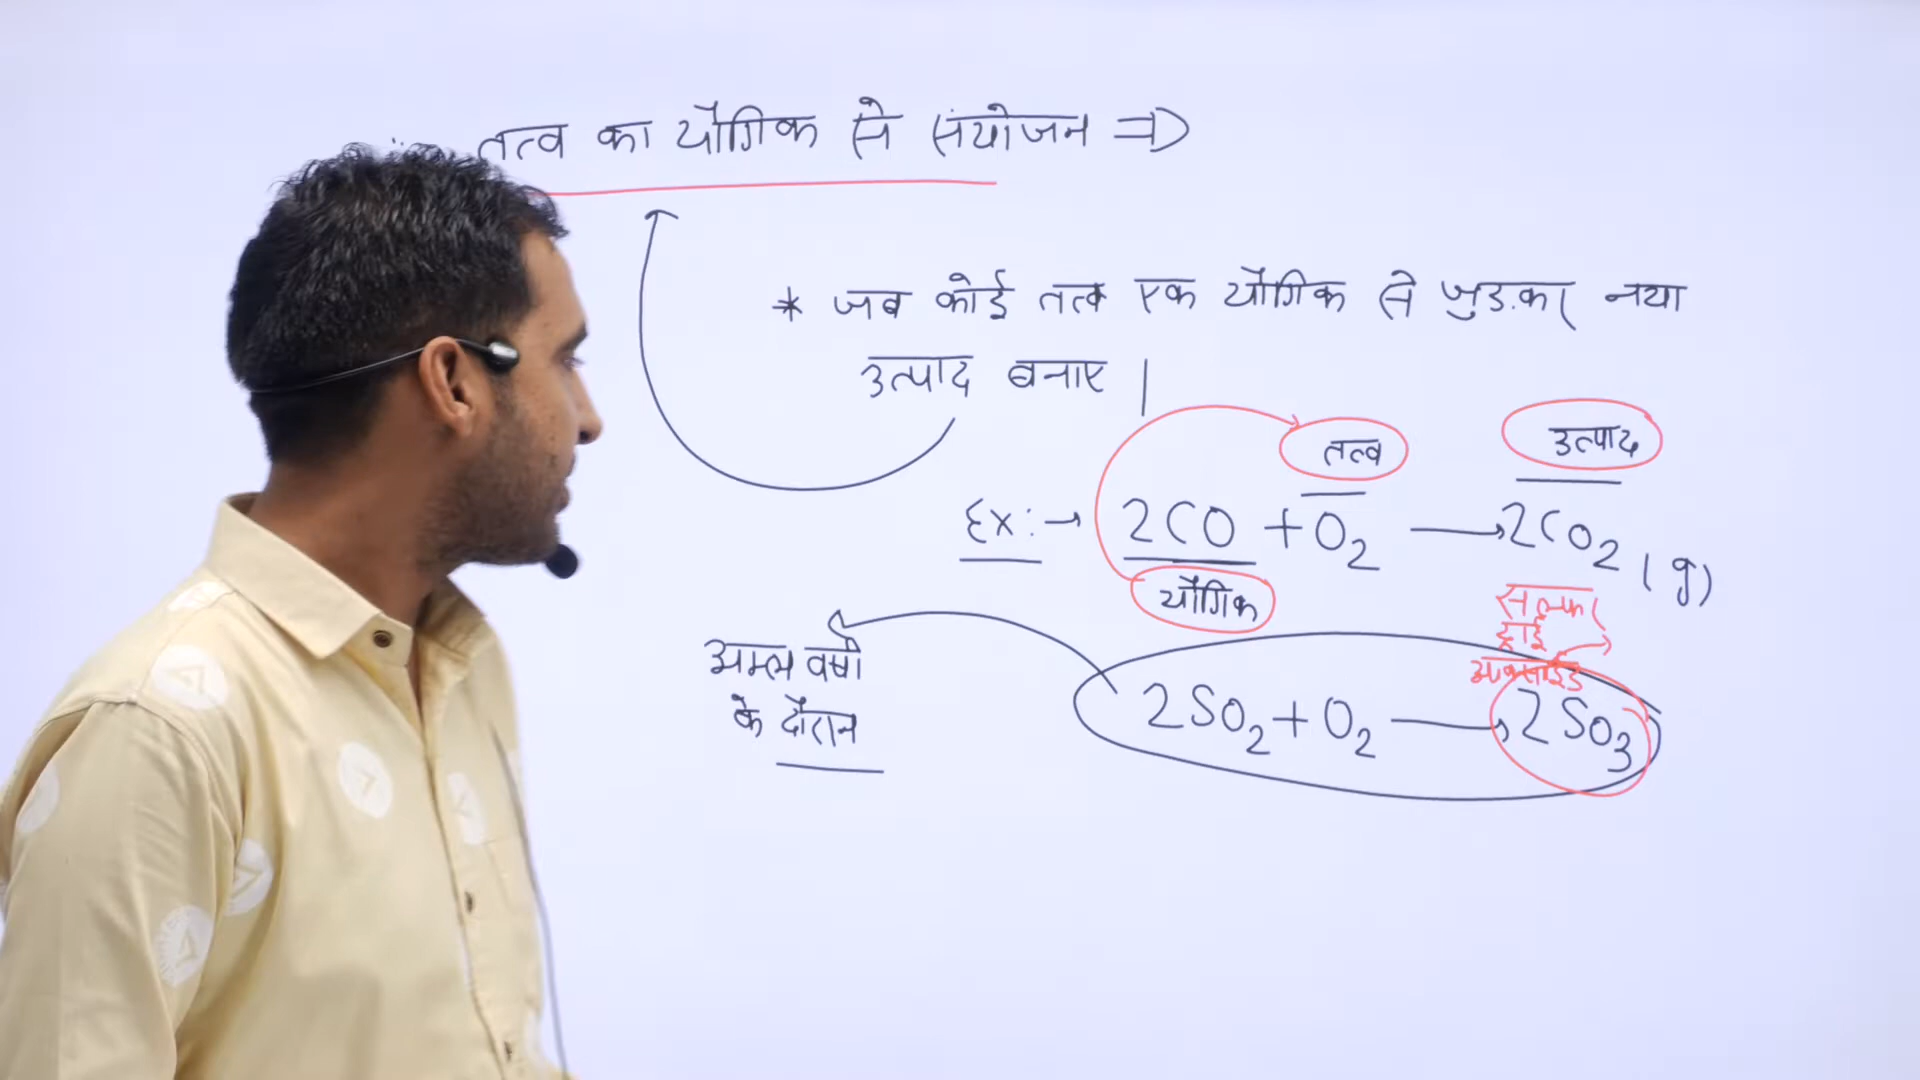 तत्व का यौगिक से संयोजन ⇒
* जब कोई तत्व एक यौगिक से जुड़कर नया
उत्पाद बनाए |
तत्व
उत्पाद
Ex:→ 2CO + O₂ ⟶ 2CO₂(g)
यौगिक
सल्फर
ट्राई
ऑक्साइड
अम्ल वर्षा
के दौरान
2SO₂ + O₂ ⟶ 2SO₃